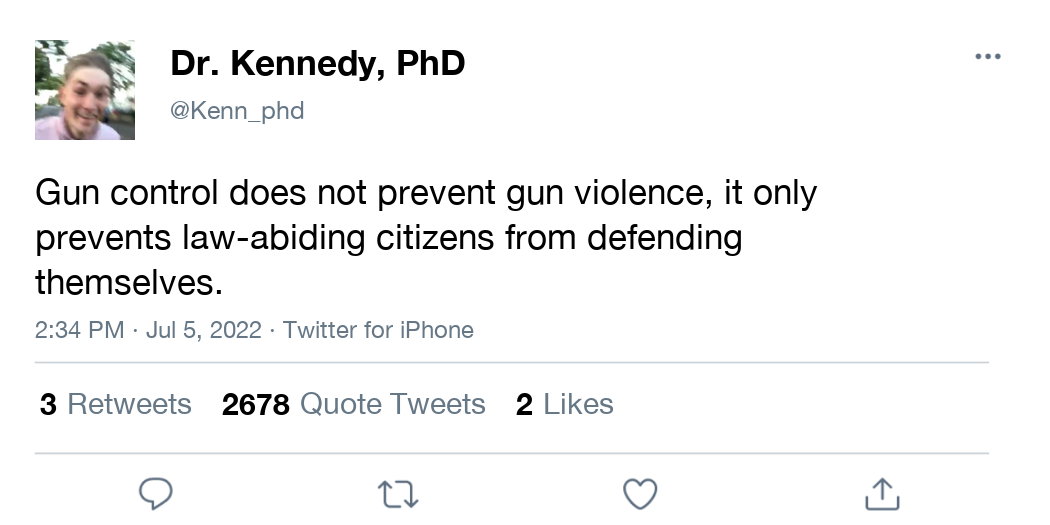 Dr. Kennedy, PhD
@Kenn_phd
Gun control does not prevent gun violence, it only
prevents law-abiding citizens from defending
themselves.
2:34 PM · Jul 5, 2022 · Twitter for iPhone
3 Retweets 2678 Quote Tweets 2 Likes